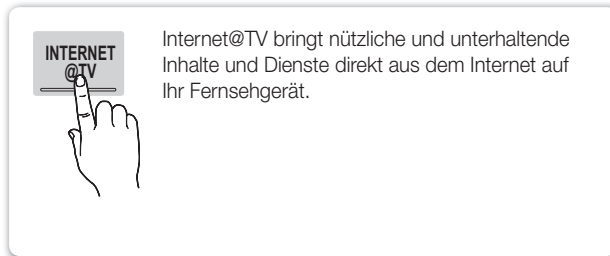 INTERNET
@TV
Internet@TV bringt nützliche und unterhaltende
Inhalte und Dienste direkt aus dem Internet auf
Ihr Fernsehgerät.